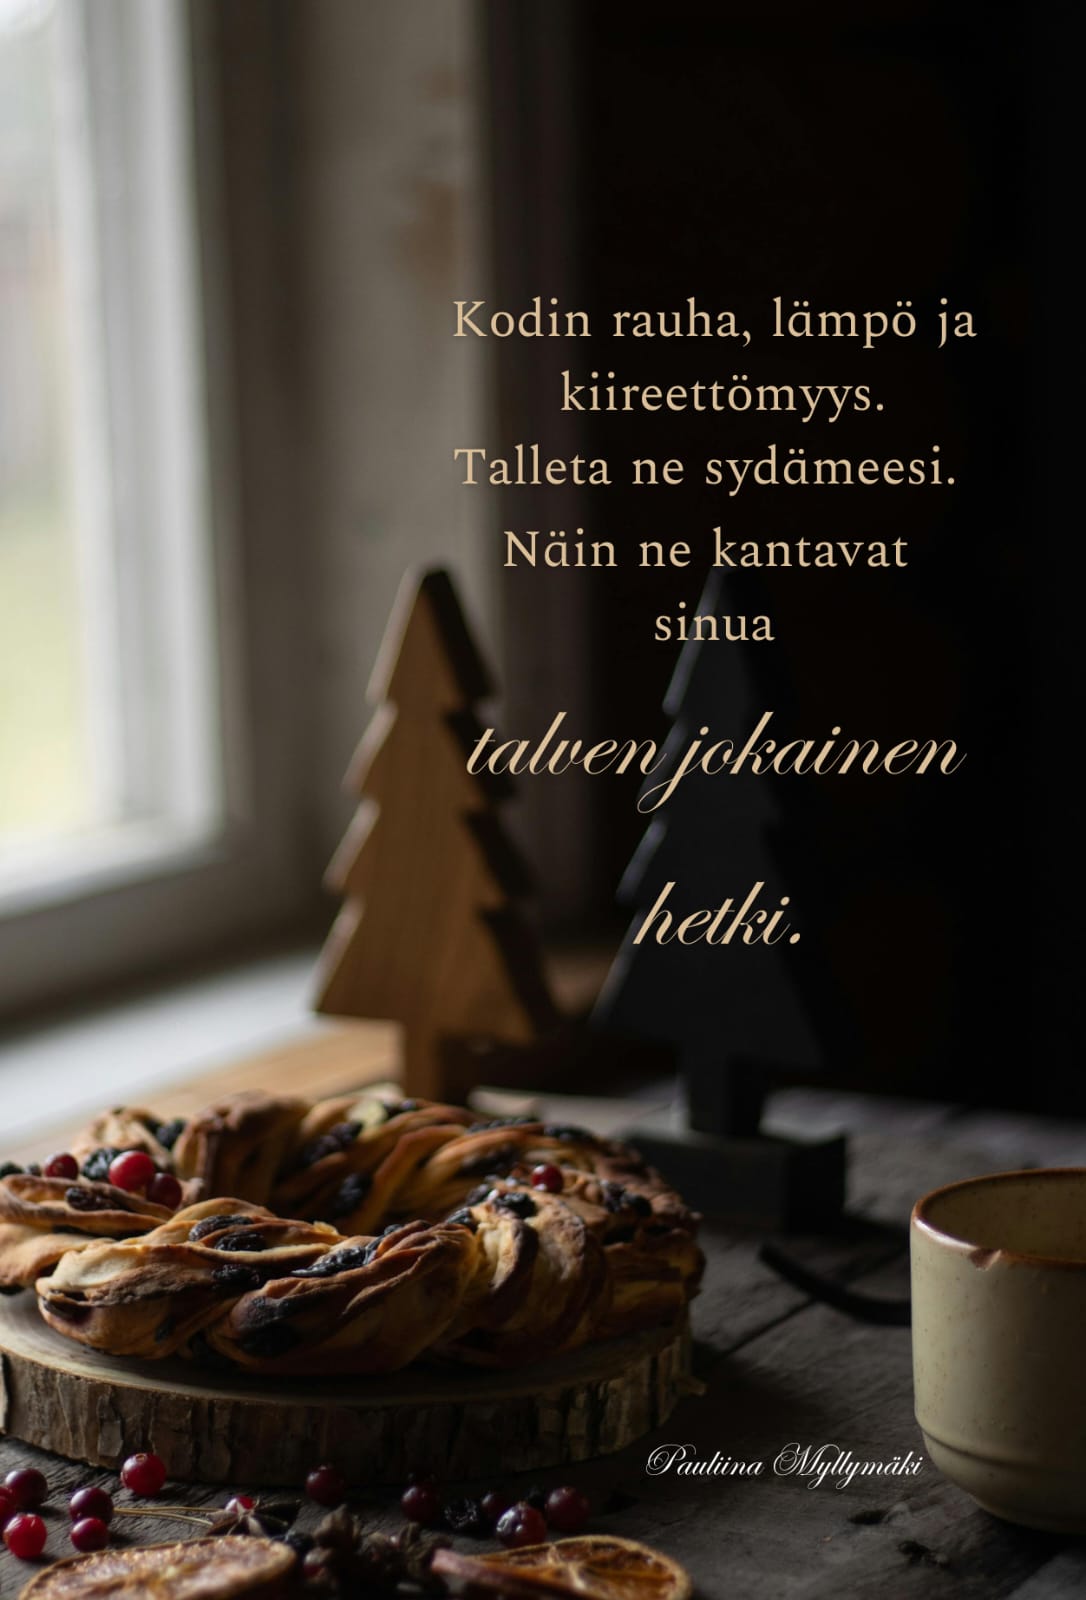 Kodin rauha, lämpö ja
kiireettömyys.
Talleta ne sydämeesi.
Näin ne kantavat
sinua
talven jokainen
hetki.
Pauliina Myllymäki